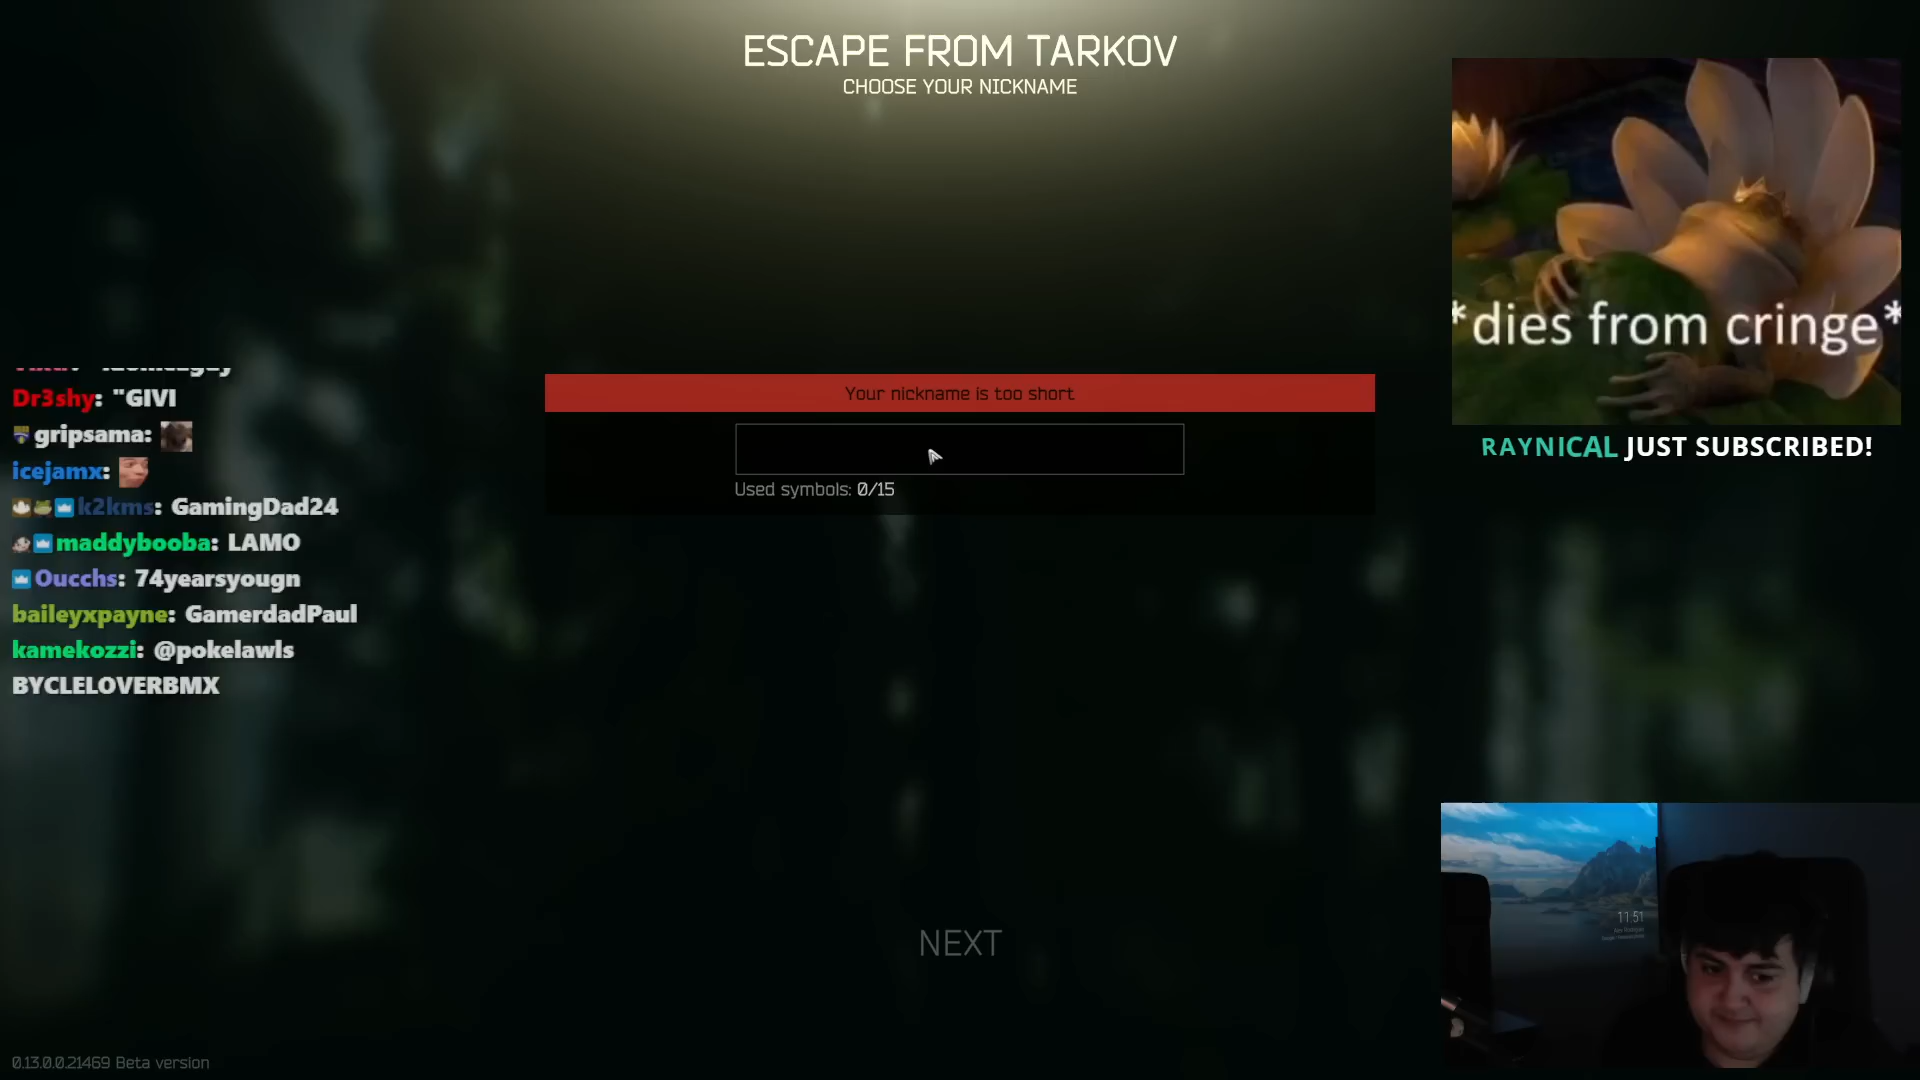 ESCAPE FROM TARKOV
CHOOSE YOUR NICKNAME
*dies from cringe*
RAYNICAL JUST SUBSCRIBED!
Your nickname is too short
Used symbols: 0/15
Dr3shy: "GIVI
gripsama:
icejamx:
k2kms: GamingDad24
maddybooba: LAMO
Oucchs: 74yearsyougn
baileyxpayne: GamerdadPaul
kamekozzi: @pokelawls
BYCLELOVERBMX
NEXT
11:51
0.13.0.0.21469 Beta version